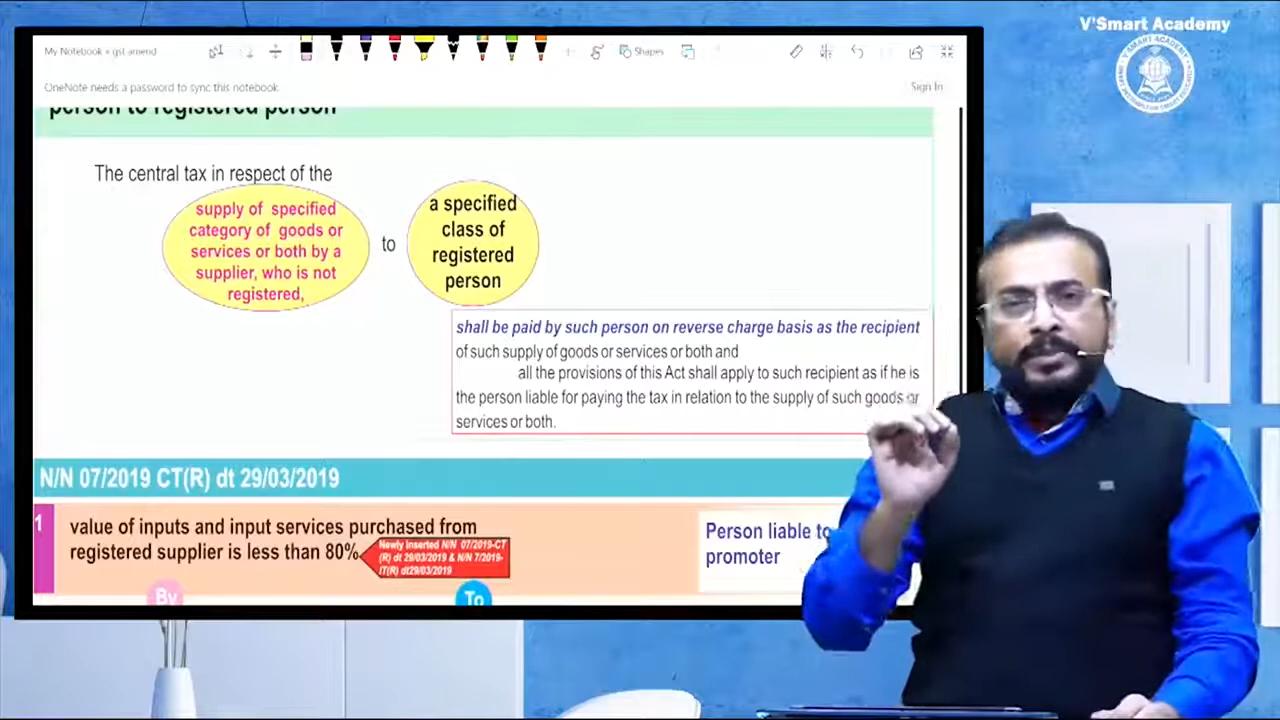 V'Smart Academy
My Notebook » gst amend
Shapes
OneNote needs a password to sync this notebook.
Sign In
person to registered person
The central tax in respect of the
supply of specified
category of goods or
services or both by a
supplier, who is not
registered,
to
a specified
class of
registered
person
shall be paid by such person on reverse charge basis as the recipient
of such supply of goods or services or both and
all the provisions of this Act shall apply to such recipient as if he is
the person liable for paying the tax in relation to the supply of such goods or
services or both.
N/N 07/2019 CT(R) dt 29/03/2019
1
value of inputs and input services purchased from
registered supplier is less than 80%
Newly inserted N/N 07/2019-CT
(R) dt 29/03/2019 & N/N 7/2019-
IT(R) dt29/03/2019
Person liable to
promoter
By
To